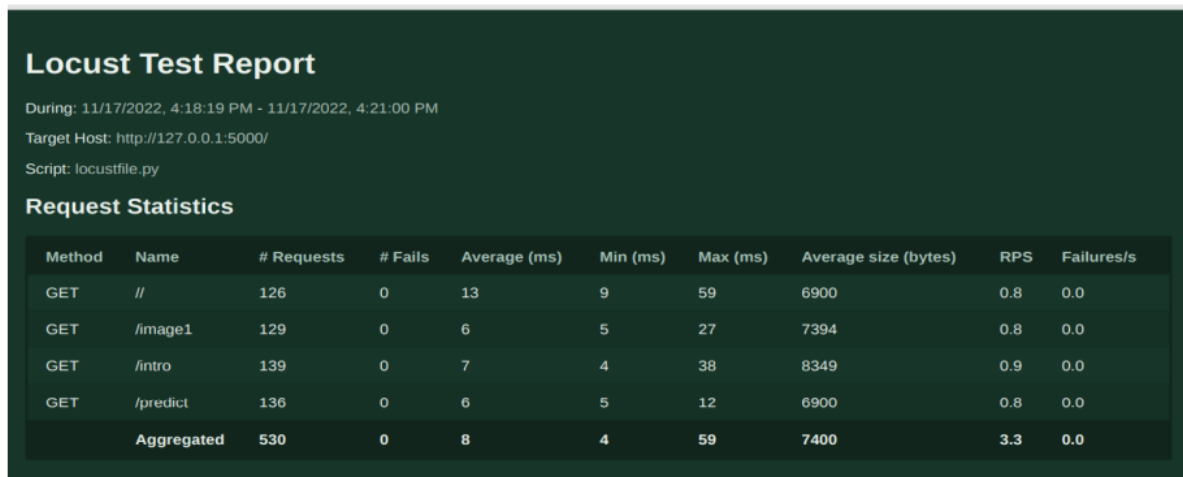 Locust Test Report
During: 11/17/2022, 4:18:19 PM - 11/17/2022, 4:21:00 PM
Target Host: http://127.0.0.1:5000/
Script: locustfile.py
Request Statistics
Method Name # Requests # Fails Average (ms) Min (ms) Max (ms) Average size (bytes) RPS Failures/s
GET // 126 0 13 9 59 6900 0.8 0.0
GET /image1 129 0 6 5 27 7394 0.8 0.0
GET /intro 139 0 7 4 38 8349 0.9 0.0
GET /predict 136 0 6 5 12 6900 0.8 0.0
Aggregated 530 0 8 4 59 7400 3.3 0.0